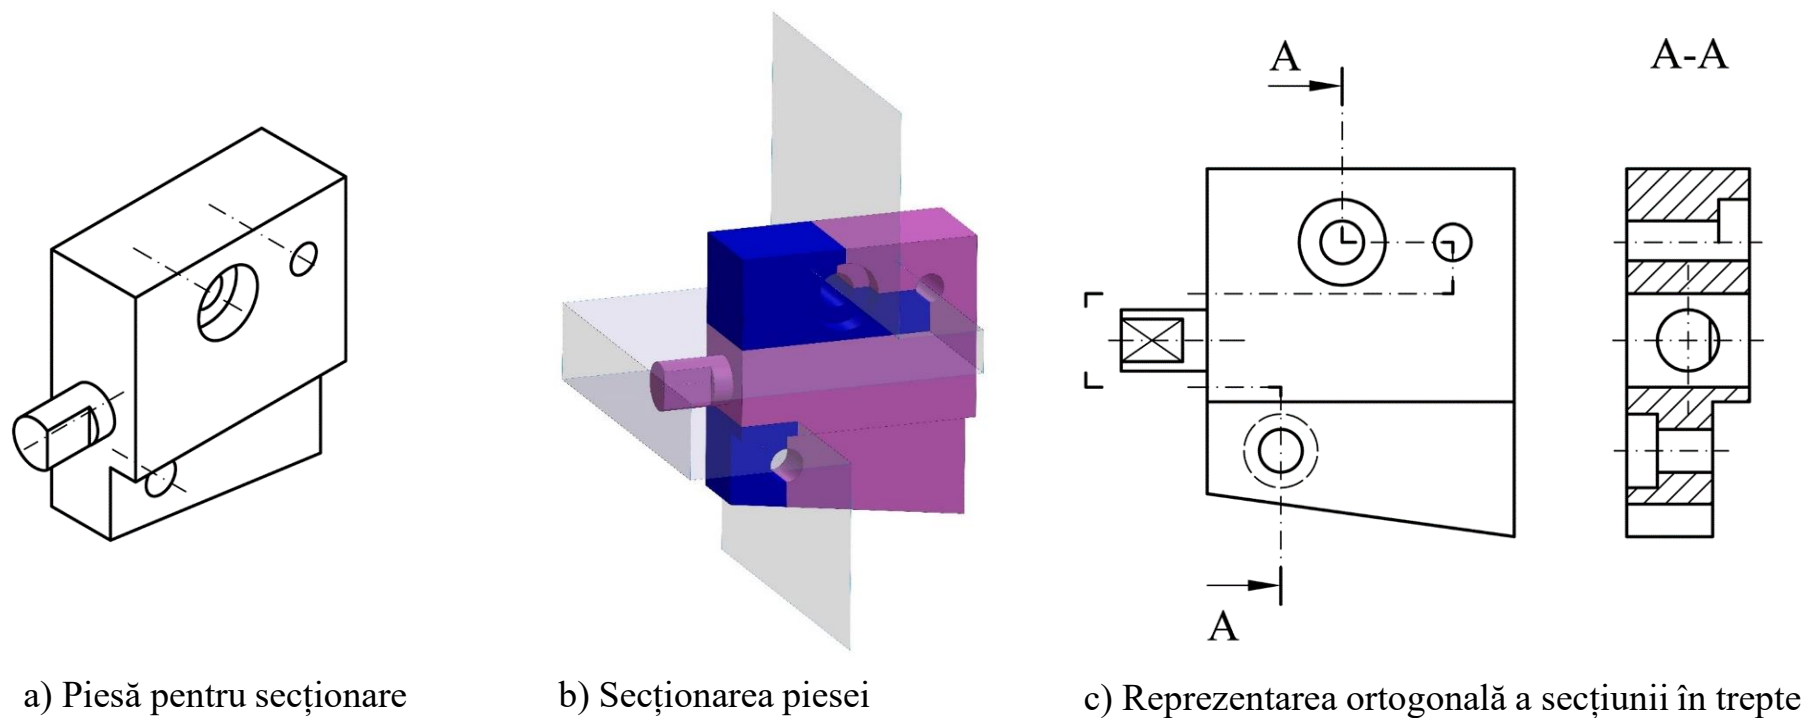 A
A-A
A
a) Piesă pentru secționare
b) Secționarea piesei
c) Reprezentarea ortogonală a secțiunii în trepte